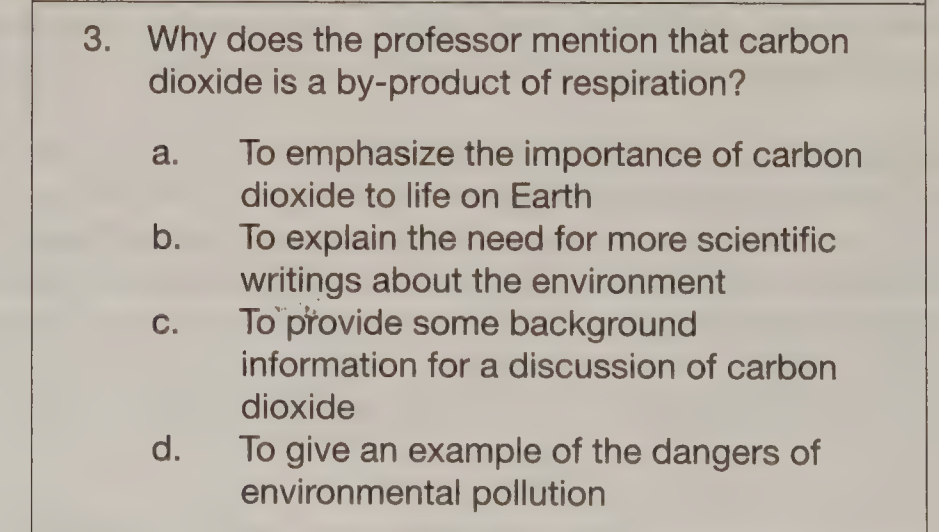 3. Why does the professor mention that carbon
dioxide is a by-product of respiration?
a. To emphasize the importance of carbon
dioxide to life on Earth
b. To explain the need for more scientific
writings about the environment
c. To provide some background
information for a discussion of carbon
dioxide
d. To give an example of the dangers of
environmental pollution